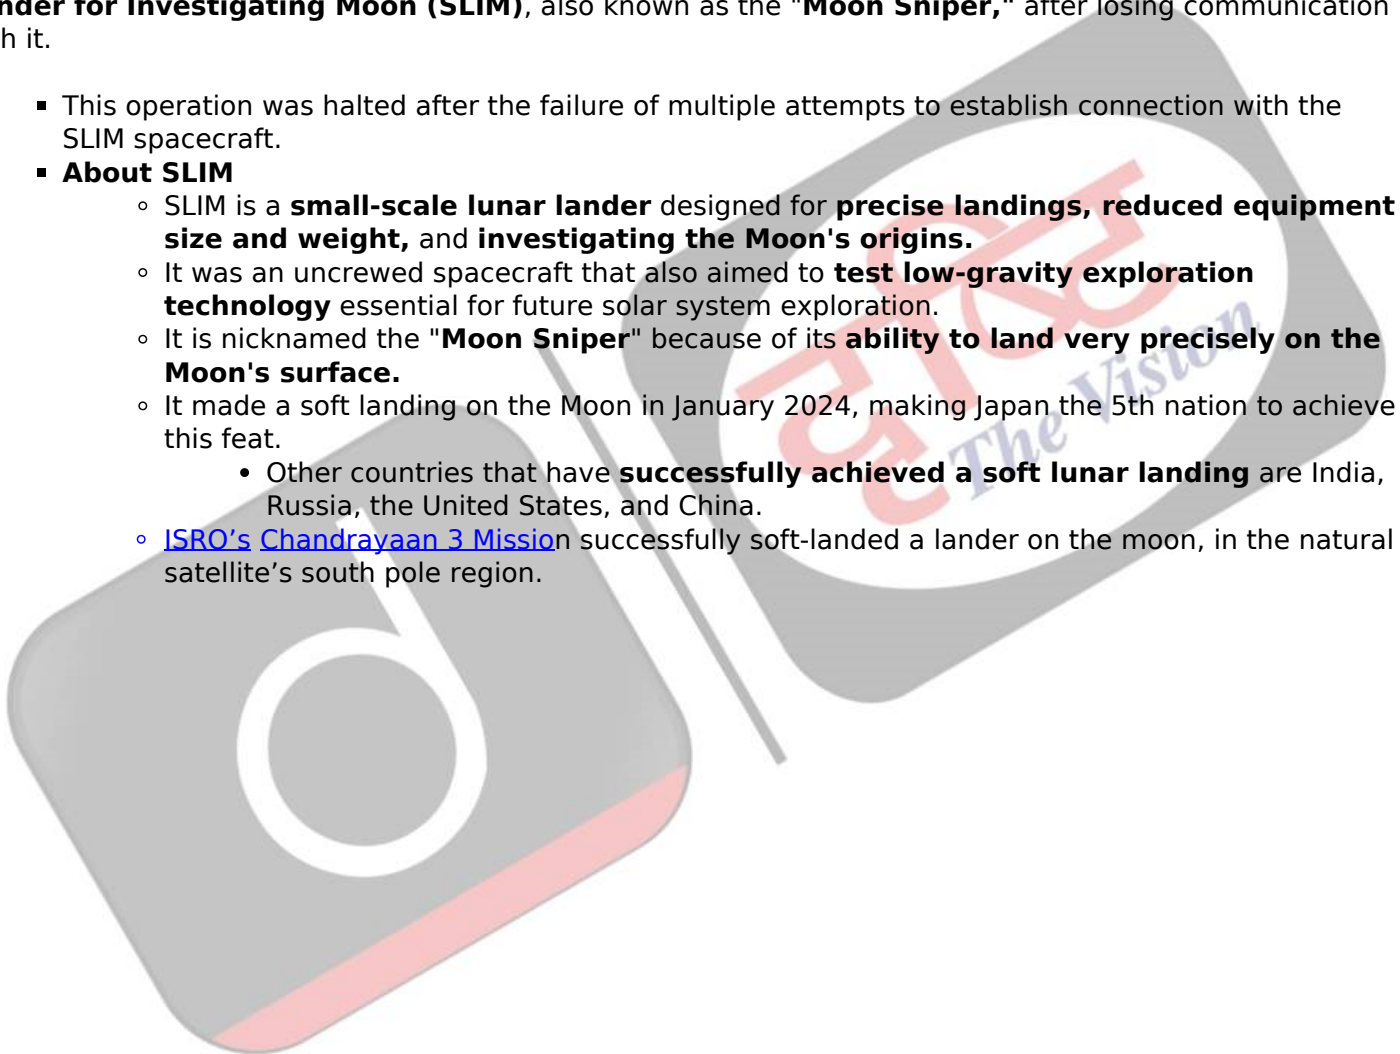 nder for Investigating Moon (SLIM), also known as the "Moon Sniper," after losing communication
h it.
▪ This operation was halted after the failure of multiple attempts to establish connection with the
SLIM spacecraft.
▪ About SLIM
◦ SLIM is a small-scale lunar lander designed for precise landings, reduced equipment
size and weight, and investigating the Moon's origins.
◦ It was an uncrewed spacecraft that also aimed to test low-gravity exploration
technology essential for future solar system exploration.
◦ It is nicknamed the "Moon Sniper" because of its ability to land very precisely on the
Moon's surface.
◦ It made a soft landing on the Moon in January 2024, making Japan the 5th nation to achieve
this feat.
• Other countries that have successfully achieved a soft lunar landing are India,
Russia, the United States, and China.
◦ ISRO’s Chandrayaan 3 Mission successfully soft-landed a lander on the moon, in the natural
satellite’s south pole region.
d
दृष्टि
The Vision